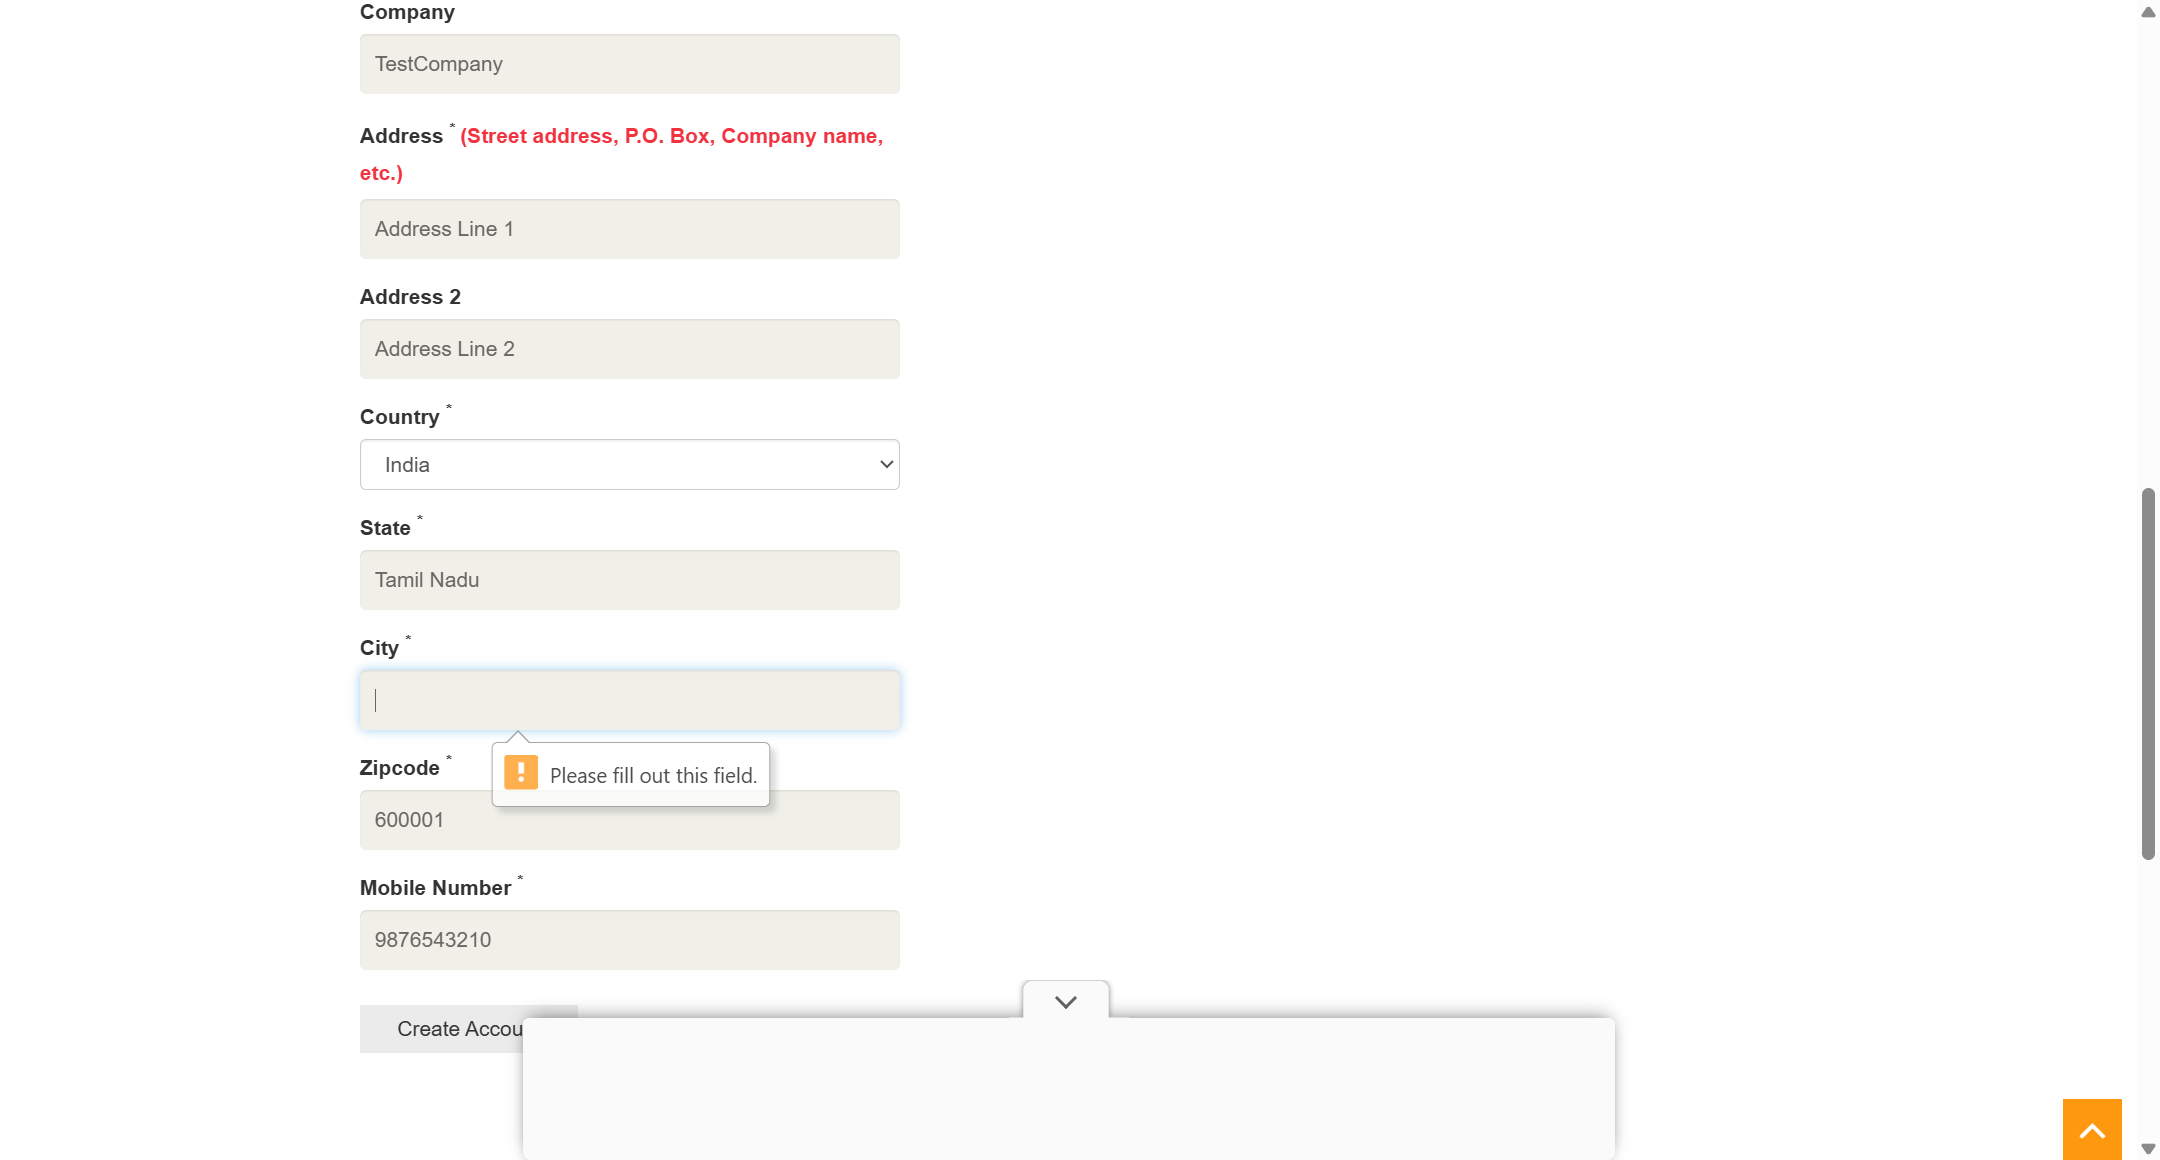 Company
TestCompany
Address * (Street address, P.O. Box, Company name,
etc.)
Address Line 1
Address 2
Address Line 2
Country *
India
State *
Tamil Nadu
City *
Please fill out this field.
Zipcode *
600001
Mobile Number *
9876543210
Create Accou